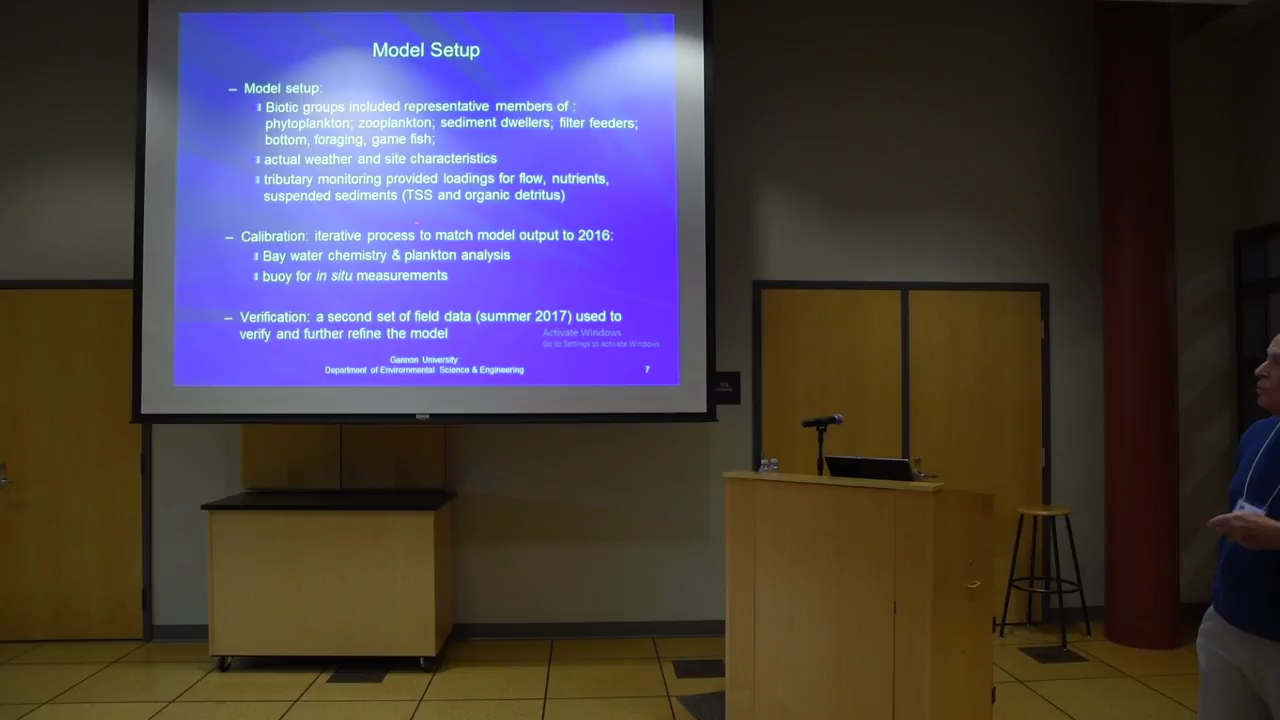 Model Setup
– Model setup:
Biotic groups included representative members of :
phytoplankton; zooplankton; sediment dwellers; filter feeders;
bottom, foraging, game fish;
actual weather and site characteristics
tributary monitoring provided loadings for flow, nutrients,
suspended sediments (TSS and organic detritus)
– Calibration: iterative process to match model output to 2016:
Bay water chemistry & plankton analysis
buoy for in situ measurements
– Verification: a second set of field data (summer 2017) used to
verify and further refine the model
Activate Windows
Go to Settings to activate Windows
Gannon University
Department of Environmental Science & Engineering
7